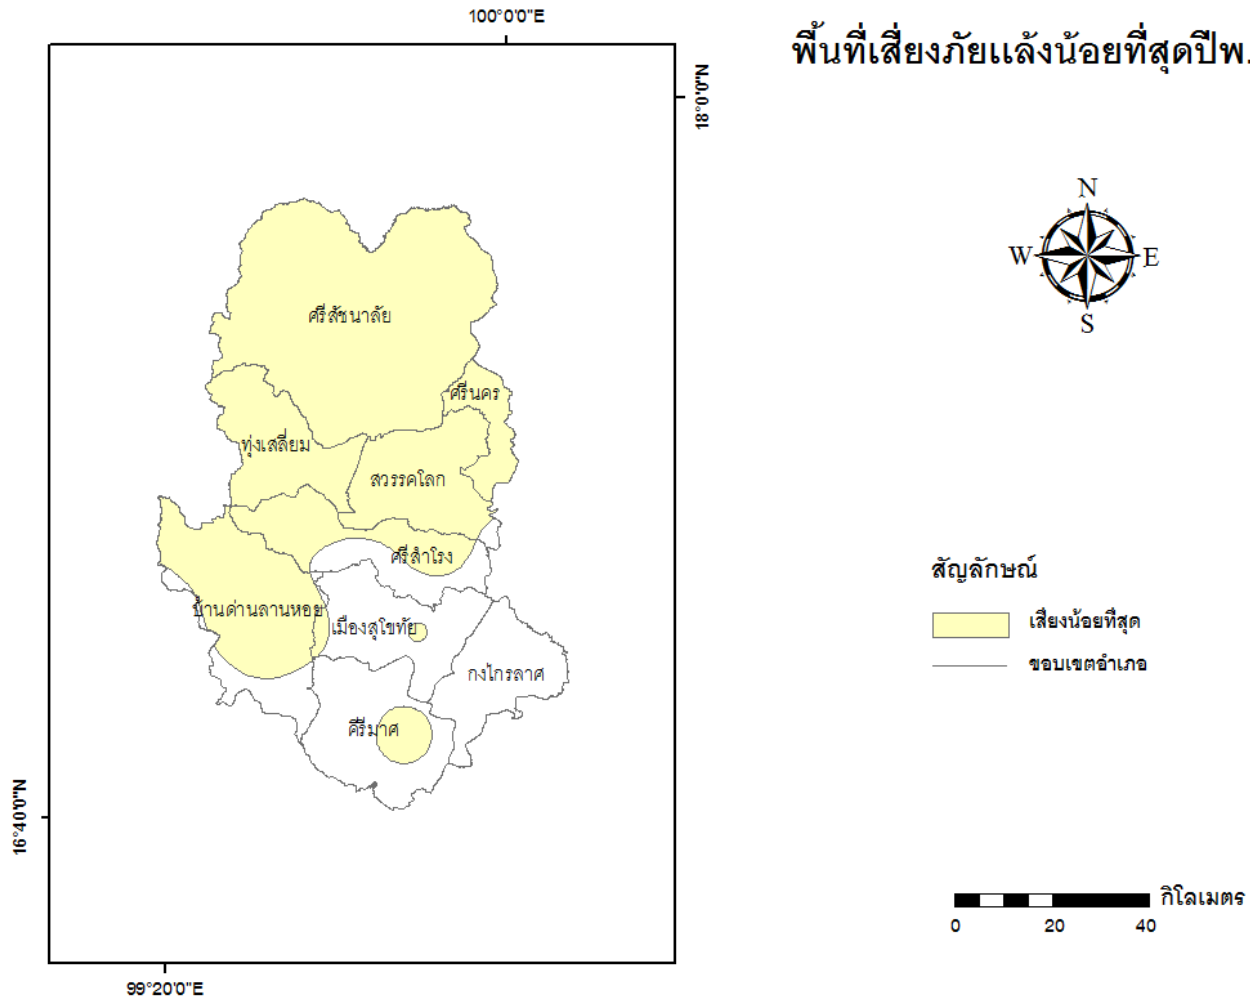 100°0'0"E
พื้นที่เสี่ยงภัยแล้งน้อยที่สุดปีพ.
18°0'0"N
N
W
E
S
ศรีสัชนาลัย
ศรีนคร
ทุ่งเสลี่ยม
สวรรคโลก
ศรีสำโรง
บ้านด่านลานหอย
เมืองสุโขทัย
กงไกรลาศ
คีรีมาศ
สัญลักษณ์
เสี่ยงน้อยที่สุด
ขอบเขตอำเภอ
16°40'0"N
กิโลเมตร
0 20 40
99°20'0"E